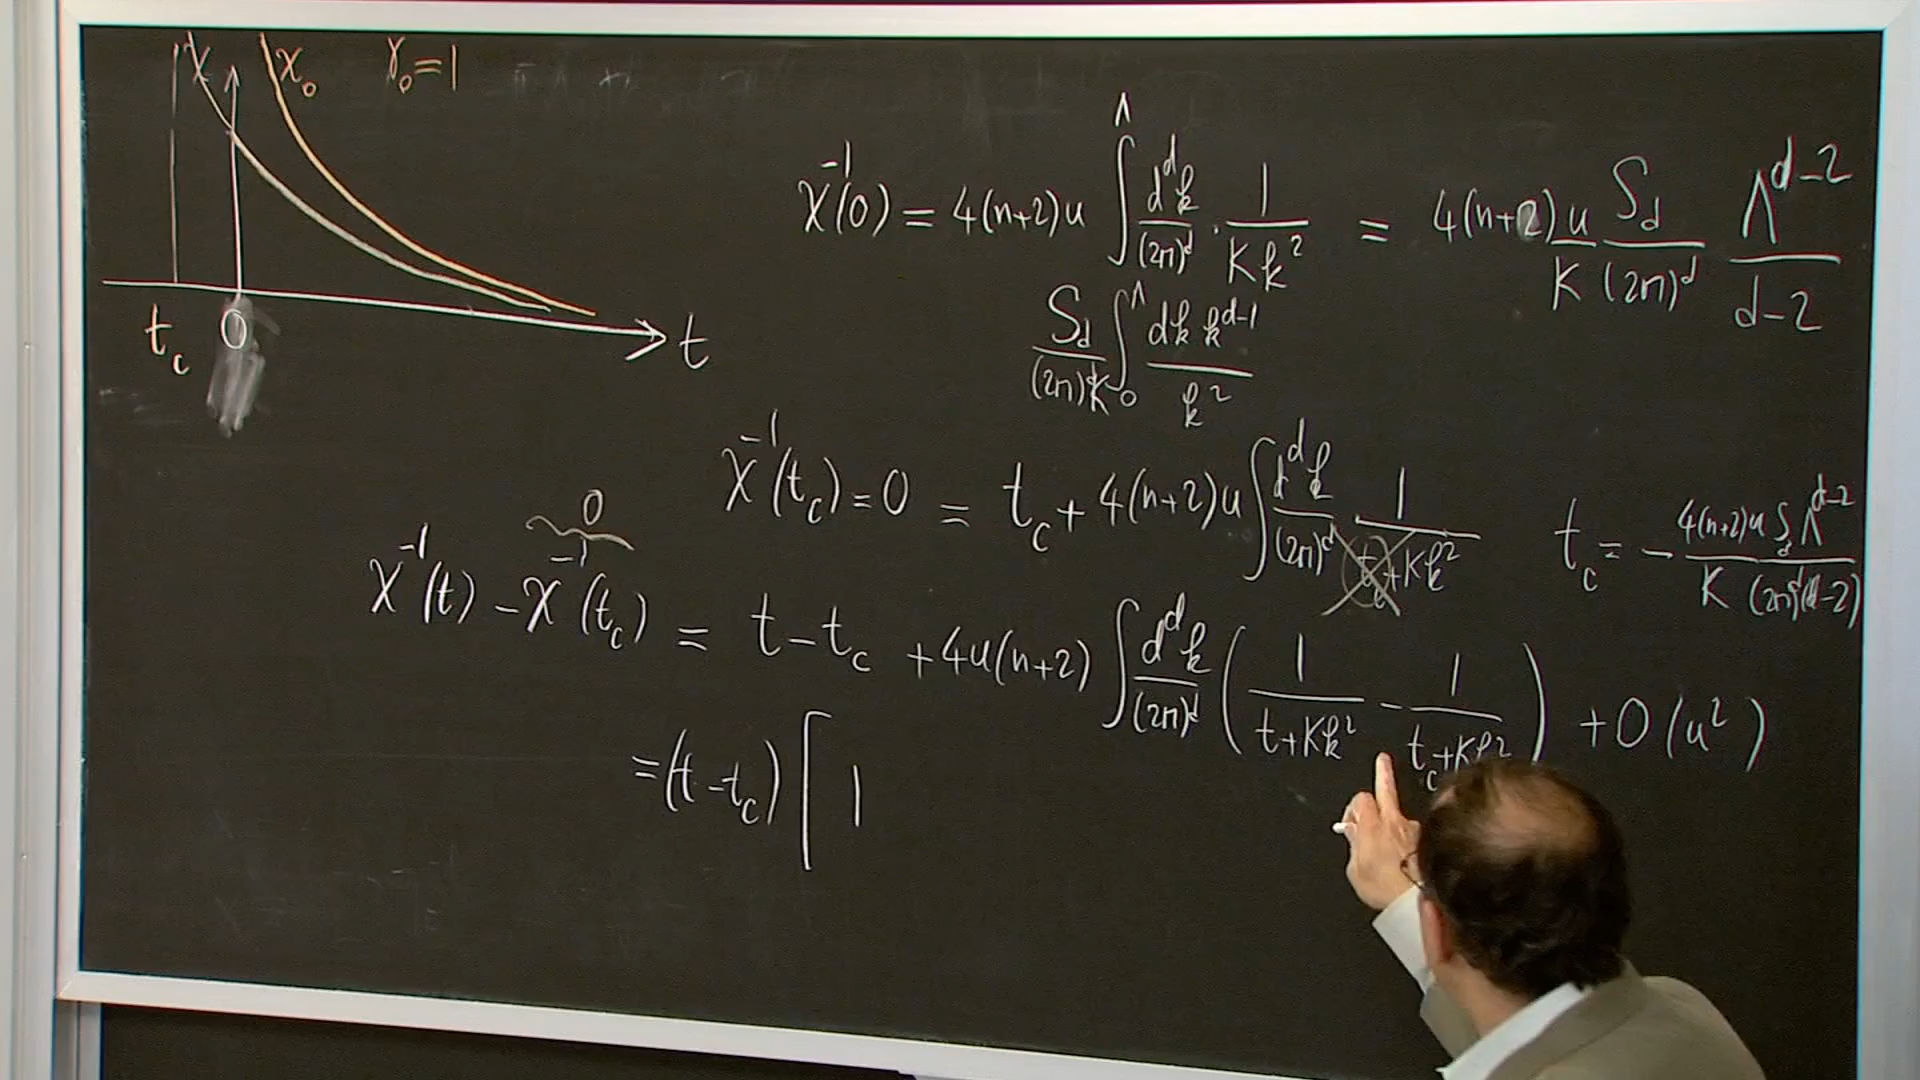 χ χ₀ γ₀=1
t_c 0 t
χ⁻¹(0) = 4(n+2)u ∫^Λ d^dk/(2π)^d · 1/(Kk²) = 4(n+2) u/K S_d/(2π)^d Λ^{d-2}/(d-2)
S_d/((2π)^d K) ∫_0^Λ dk k^{d-1}/k²
χ⁻¹(t_c) = 0 = t_c + 4(n+2)u ∫ d^dk/(2π)^d 1/(t_c+Kk²) t_c = - 4(n+2)u S_d Λ^{d-2}/(K (2π)^d (d-2))
0
χ⁻¹(t) - χ⁻¹(t_c) = t - t_c + 4u(n+2) ∫ d^dk/(2π)^d (1/(t+Kk²) - 1/(t_c+Kk²)) + O(u²)
= (t - t_c) [ 1